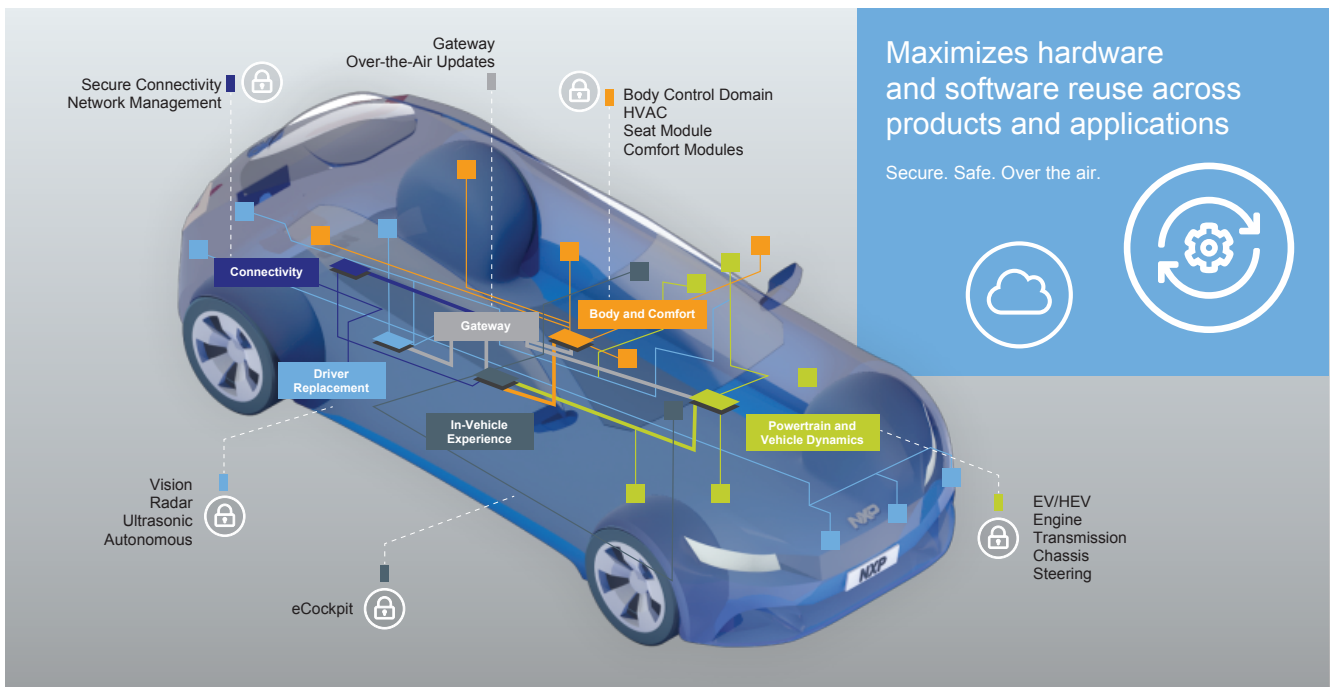 Gateway
Over-the-Air Updates
Secure Connectivity
Network Management
Body Control Domain
HVAC
Seat Module
Comfort Modules
Maximizes hardware
and software reuse across
products and applications
Secure. Safe. Over the air.
Connectivity
Gateway
Body and Comfort
Driver
Replacement
In-Vehicle
Experience
Powertrain and
Vehicle Dynamics
Vision
Radar
Ultrasonic
Autonomous
eCockpit
NXP
NXP
EV/HEV
Engine
Transmission
Chassis
Steering